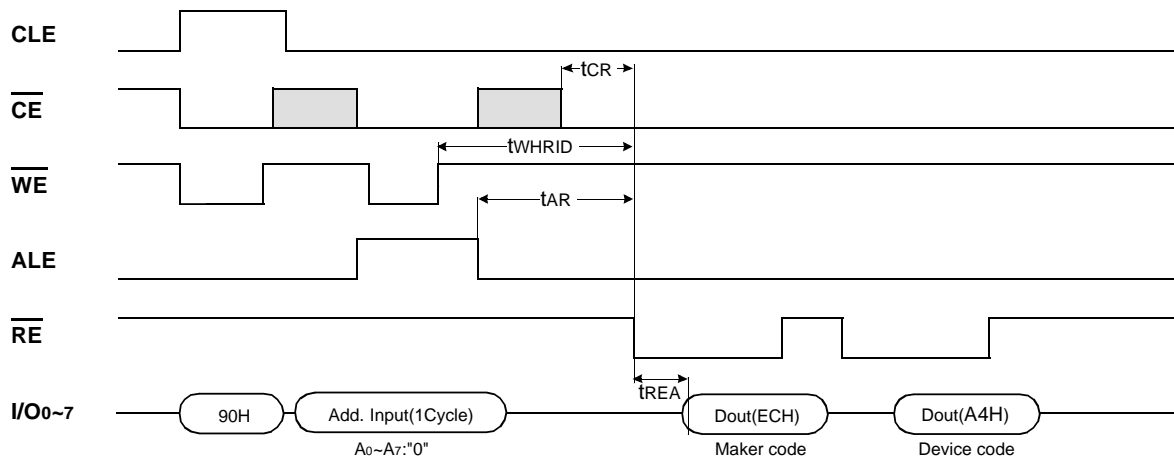 CLE
tCR
CE
tWHRID
WE
tAR
ALE
RE
tREA
I/O0~7
90H
Add. Input(1Cycle)
Dout(ECH)
Dout(A4H)
A0~A7:"0"
Maker code
Device code